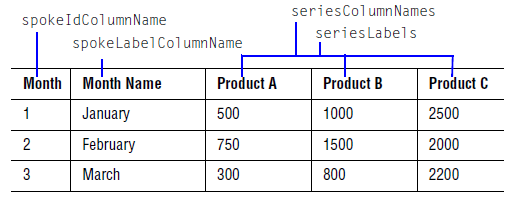 seriesColumnNames
spokeIdColumnName
seriesLabels
spokeLabelColumnName
Month Month Name Product A Product B Product C
1 January 500 1000 2500
2 February 750 1500 2000
3 March 300 800 2200